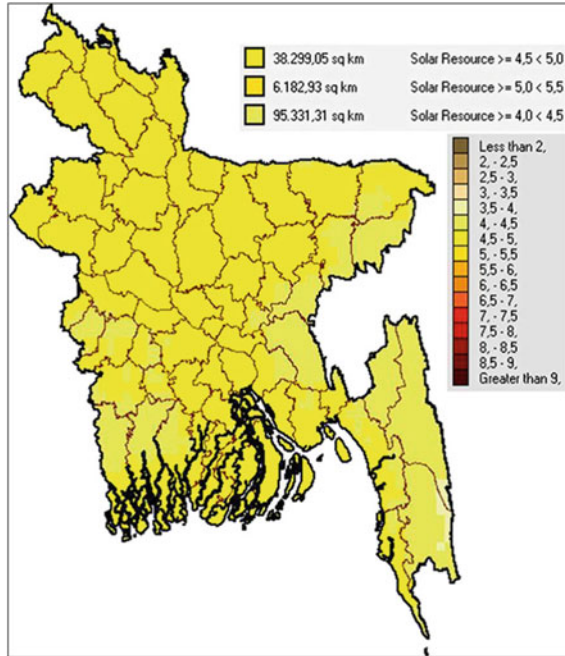 38.299,05 sq km Solar Resource >= 4,5 < 5,0
6.182,93 sq km Solar Resource >= 5,0 < 5,5
95.331,31 sq km Solar Resource >= 4,0 < 4,5
Less than 2,
2, - 2,5
2,5 - 3,
3, - 3,5
3,5 - 4,
4, - 4,5
4,5 - 5,
5, - 5,5
5,5 - 6,
6, - 6,5
6,5 - 7,
7, - 7,5
7,5 - 8,
8, - 8,5
8,5 - 9,
Greater than 9,